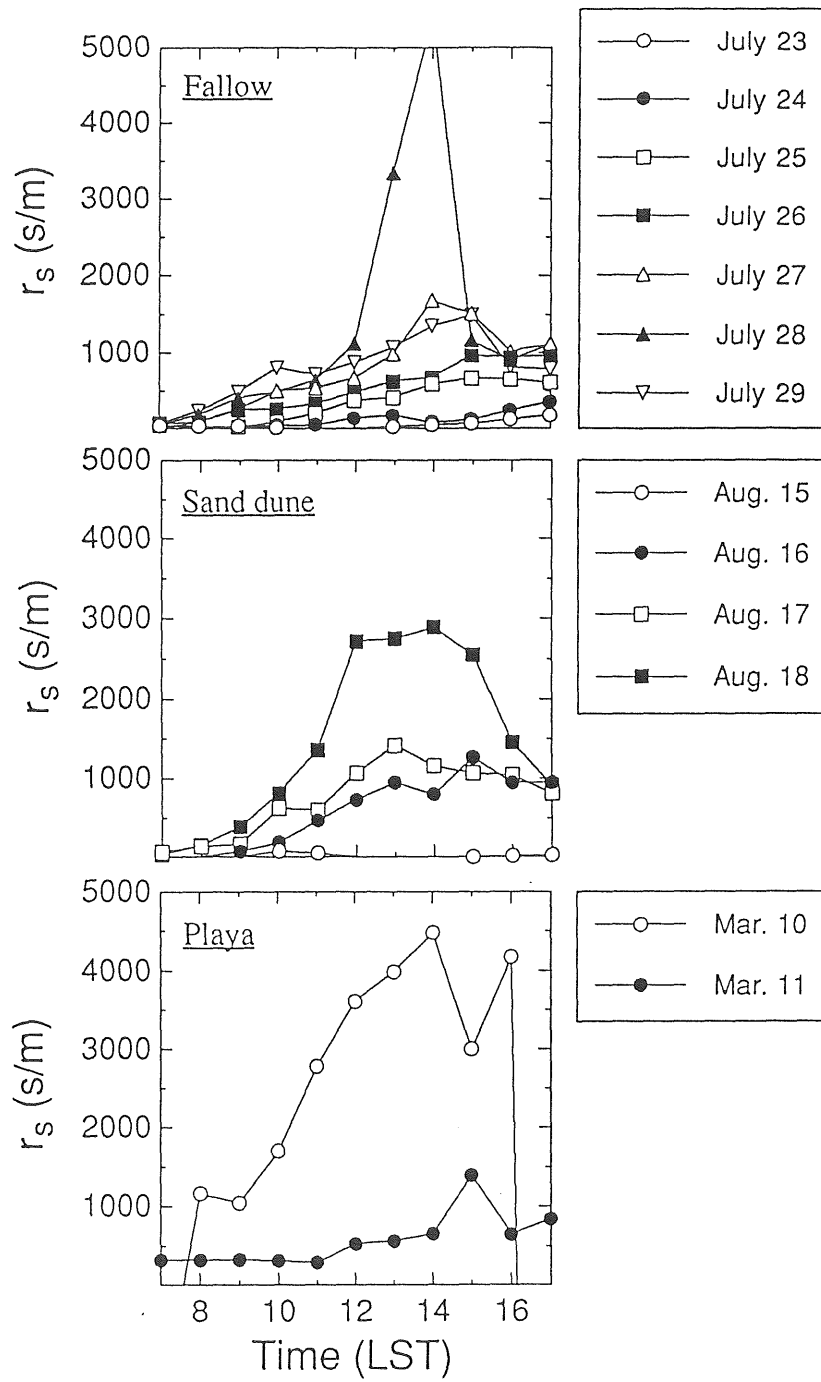 Fallow
5000
4000
3000
2000
1000
r_s (s/m)
July 23
July 24
July 25
July 26
July 27
July 28
July 29
Sand dune
5000
4000
3000
2000
1000
r_s (s/m)
Aug. 15
Aug. 16
Aug. 17
Aug. 18
Playa
5000
4000
3000
2000
1000
r_s (s/m)
Mar. 10
Mar. 11
8 10 12 14 16
Time (LST)